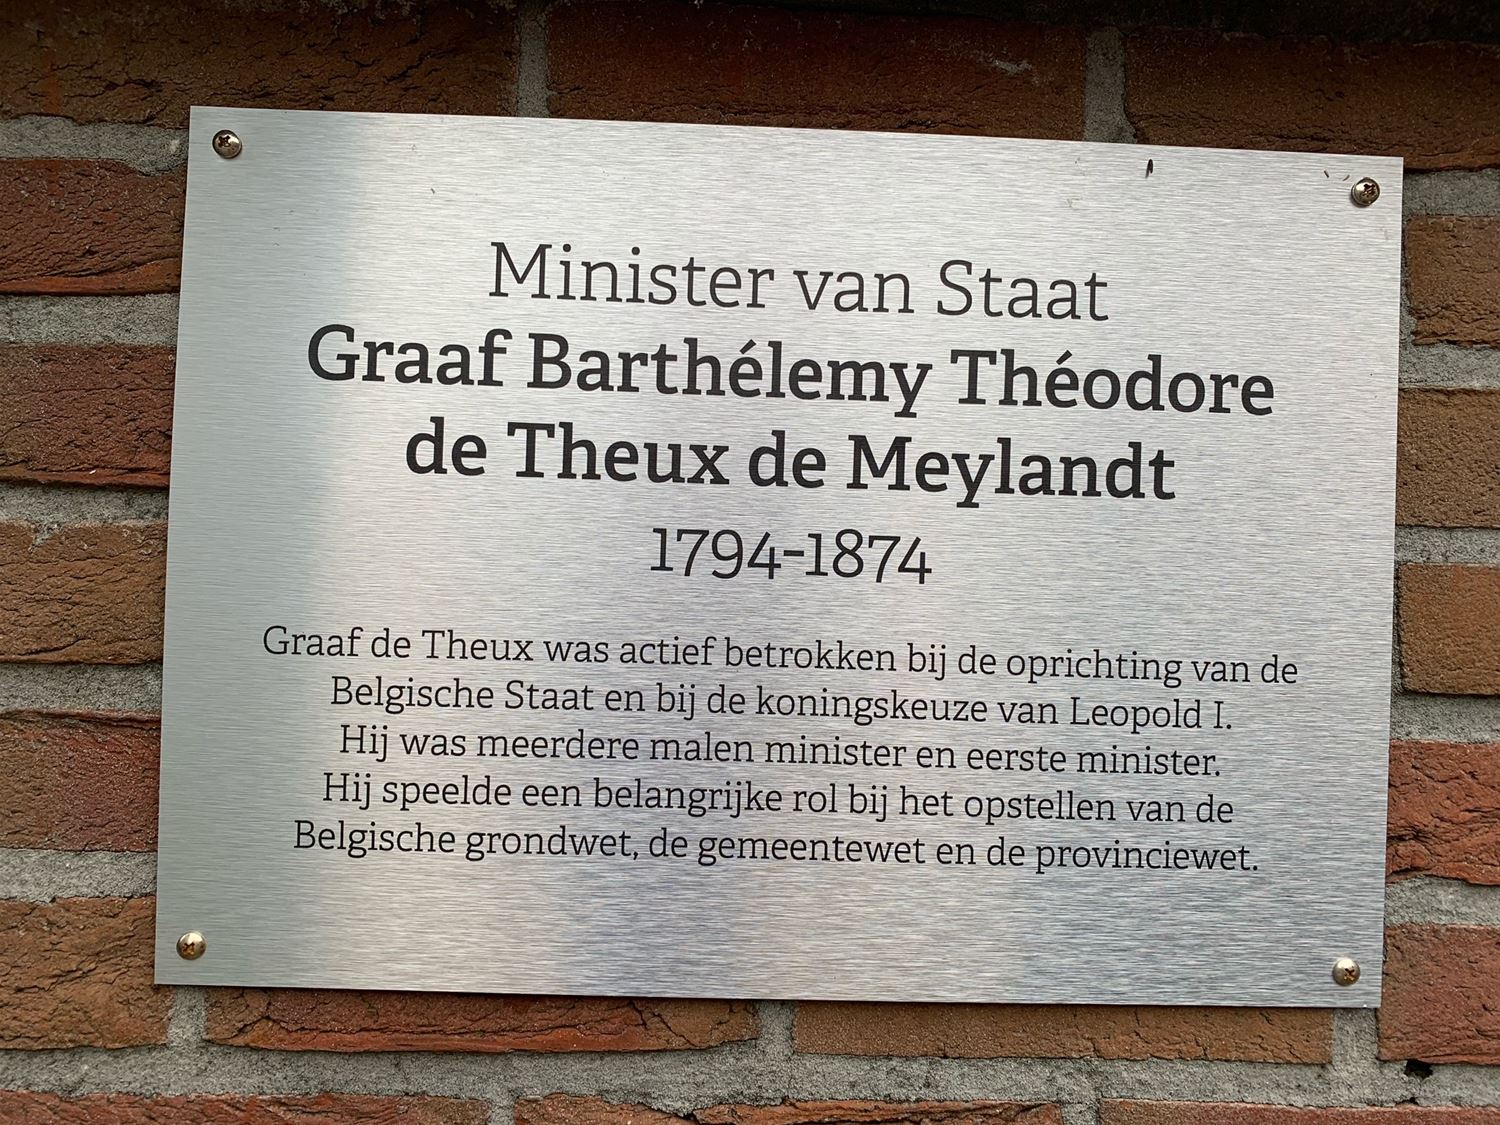 Minister van Staat
Graaf Barthélemy Théodore
de Theux de Meylandt
1794-1874
Graaf de Theux was actief betrokken bij de oprichting van de
Belgische Staat en bij de koningskeuze van Leopold I.
Hij was meerdere malen minister en eerste minister.
Hij speelde een belangrijke rol bij het opstellen van de
Belgische grondwet, de gemeentewet en de provinciewet.